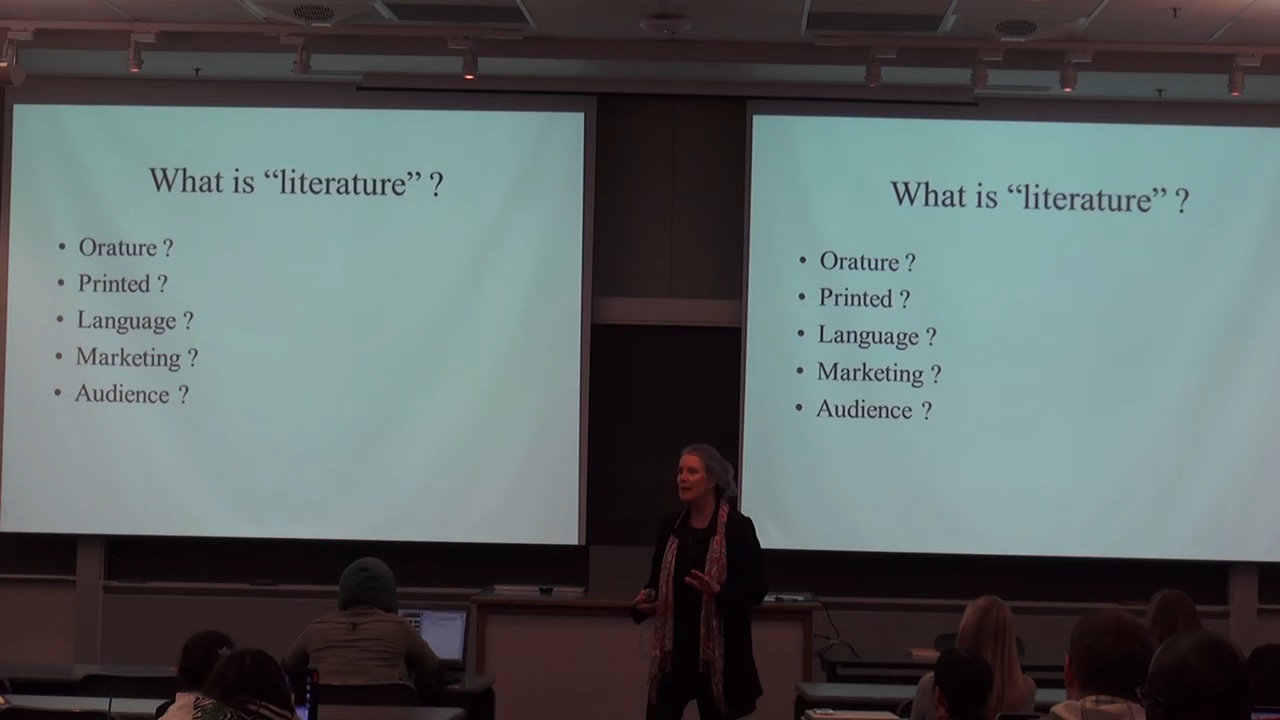 What is “literature” ?
• Orature ?
• Printed ?
• Language ?
• Marketing ?
• Audience ?
What is “literature” ?
• Orature ?
• Printed ?
• Language ?
• Marketing ?
• Audience ?